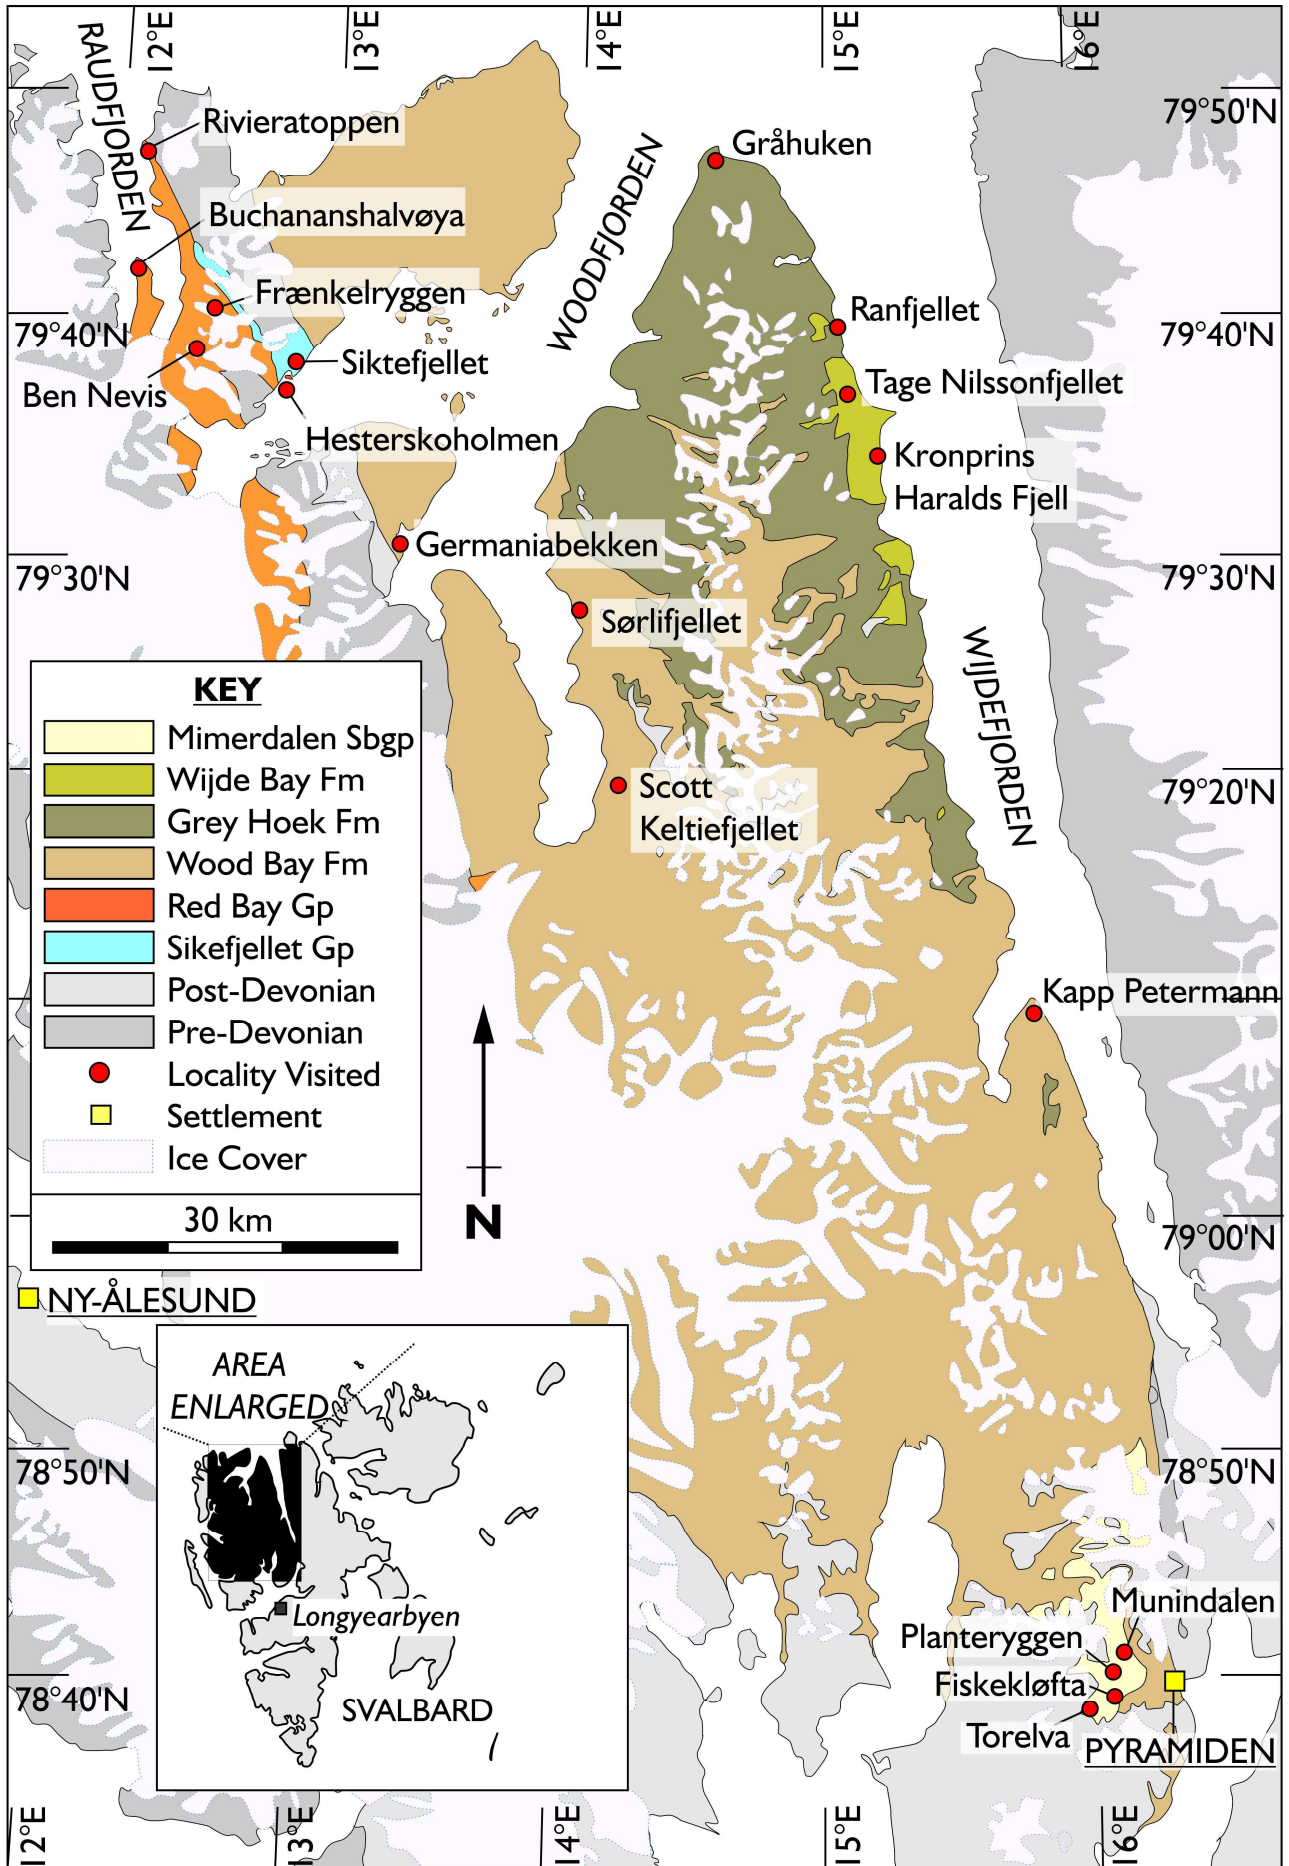 12°E
13°E
14°E
15°E
16°E
RAUDFJORDEN
79°50'N
Rivieratoppen
WOODFJORDEN
Gråhuken
Buchananshalvøya
Frænkelryggen
79°40'N
Ranfjellet
79°40'N
Siktefjellet
Ben Nevis
Tage Nilssonfjellet
Hesterskoholmen
Kronprins
Haralds Fjell
Germaniabekken
79°30'N
79°30'N
Sørlifjellet
WIJDEFJORDEN
KEY
Mimerdalen Sbgp
Wijde Bay Fm
Grey Hoek Fm
Wood Bay Fm
Red Bay Gp
Sikefjellet Gp
Post-Devonian
Pre-Devonian
Locality Visited
Settlement
Ice Cover
30 km
Scott
Keltiefjellet
79°20'N
Kapp Petermann
N
79°00'N
NY-ÅLESUND
AREA
ENLARGED
Longyearbyen
SVALBARD
78°50'N
78°50'N
Munindalen
Planteryggen
Fiskekløfta
Torelva
PYRAMIDEN
78°40'N
12°E
13°E
14°E
15°E
16°E